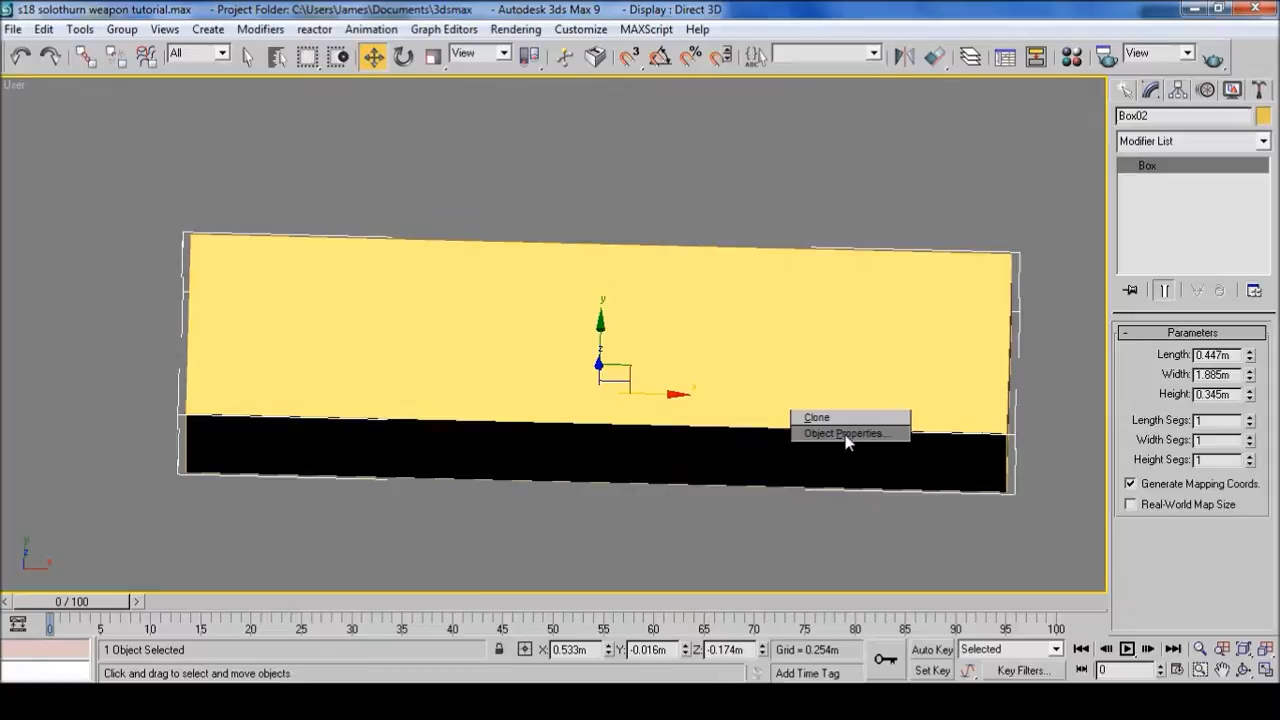 s18 solothurn weapon tutorial.max - Project Folder: C:\Users\James\Documents\3dsmax - Autodesk 3ds Max 9 - Display : Direct 3D
File Edit Tools Group Views Create Modifiers reactor Animation Graph Editors Rendering Customize MAXScript Help
All View View
User
Box02
Modifier List
Box
y
z
x
Clone
Object Properties...
Parameters
Length: 0.447m
Width: 1.885m
Height: 0.345m
Length Segs: 1
Width Segs: 1
Height Segs: 1
Generate Mapping Coords.
Real-World Map Size
y
z
x
0 / 100
0 5 10 15 20 25 30 35 40 45 50 55 60 65 70 75 80 85 90 95 100
1 Object Selected X: 0.533m Y: -0.016m Z: -0.174m Grid = 0.254m Auto Key Selected
Click and drag to select and move objects Add Time Tag Set Key Key Filters... 0